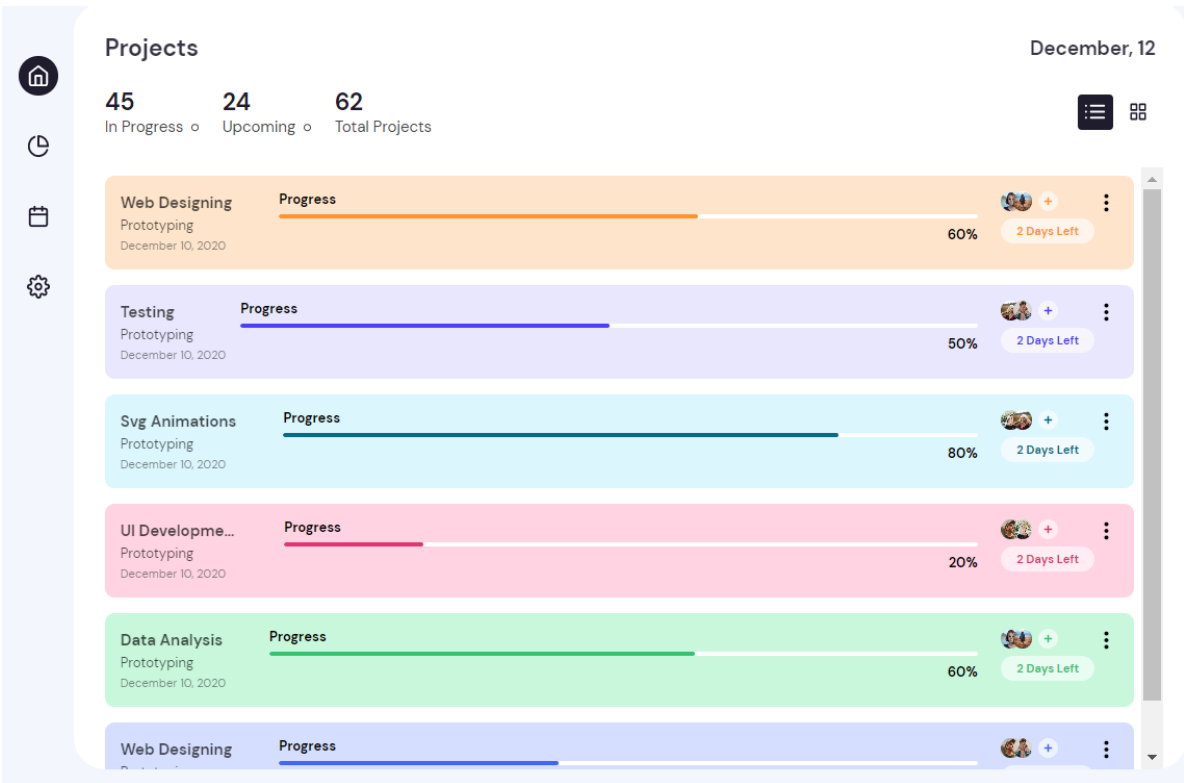 Projects
December, 12
45
In Progress
24
Upcoming
62
Total Projects
Web Designing
Prototyping
December 10, 2020
Progress
60%
+
2 Days Left
Testing
Prototyping
December 10, 2020
Progress
50%
+
2 Days Left
Svg Animations
Prototyping
December 10, 2020
Progress
80%
+
2 Days Left
UI Developme...
Prototyping
December 10, 2020
Progress
20%
+
2 Days Left
Data Analysis
Prototyping
December 10, 2020
Progress
60%
+
2 Days Left
Web Designing
Progress
+